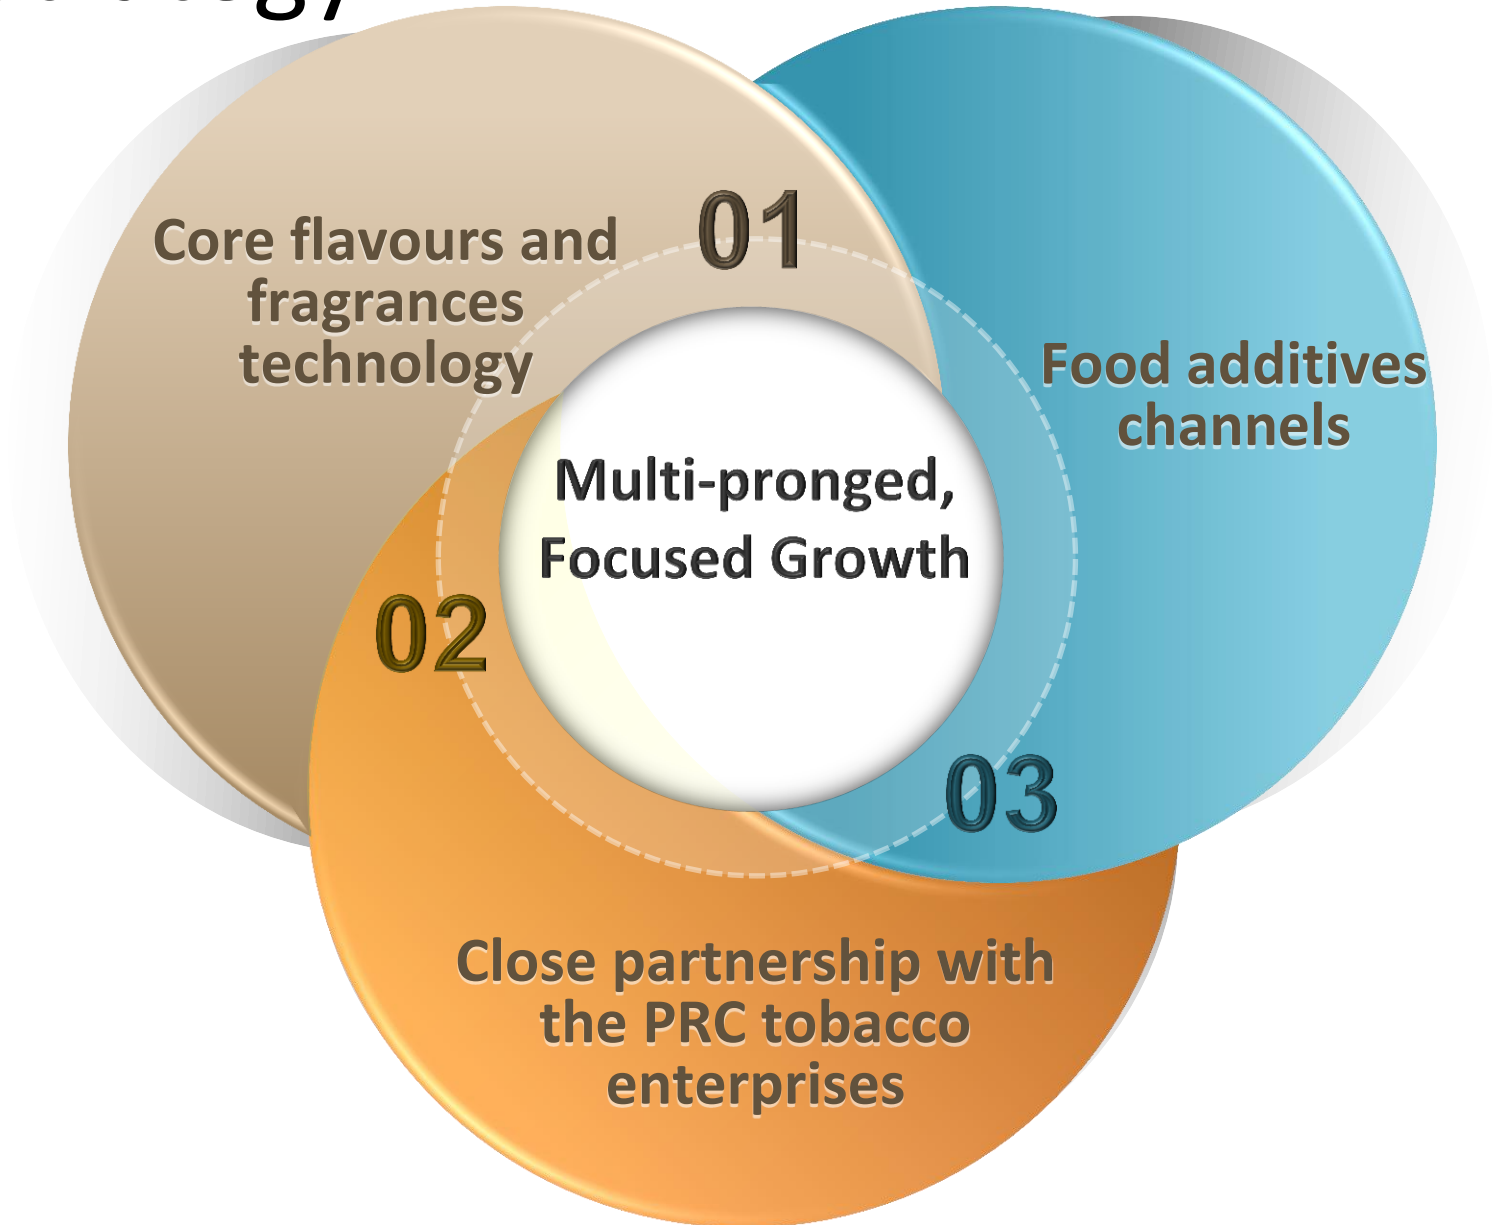 01
Core flavours and
fragrances
technology
Food additives
channels
Multi-pronged,
Focused Growth
02
03
Close partnership with
the PRC tobacco
enterprises